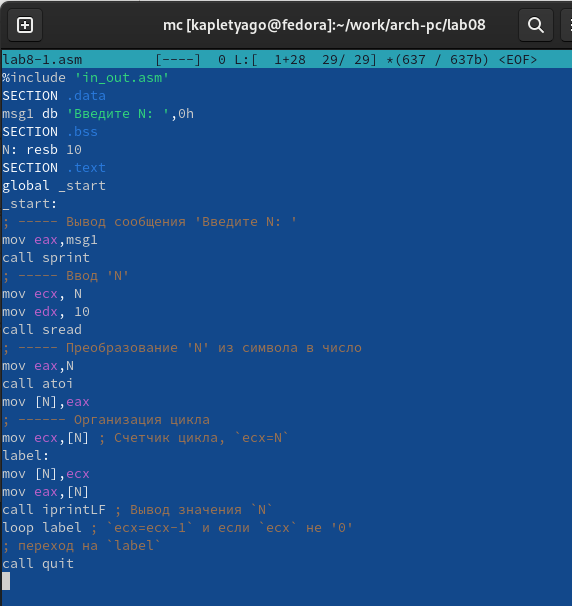 mc [kapletyago@fedora]:~/work/arch-pc/lab08
lab8-1.asm         [----]  0 L:[  1+28  29/ 29] *(637 / 637b) <EOF>
%include 'in_out.asm'
SECTION .data
msg1 db 'Введите N: ',0h
SECTION .bss
N: resb 10
SECTION .text
global _start
_start:
; ----- Вывод сообщения 'Введите N: '
mov eax,msg1
call sprint
; ----- Ввод 'N'
mov ecx, N
mov edx, 10
call sread
; ----- Преобразование 'N' из символа в число
mov eax,N
call atoi
mov [N],eax
; ------ Организация цикла
mov ecx,[N] ; Счетчик цикла, `ecx=N`
label:
mov [N],ecx
mov eax,[N]
call iprintLF ; Вывод значения `N`
loop label ; `ecx=ecx-1` и если `ecx` не '0'
; переход на `label`
call quit